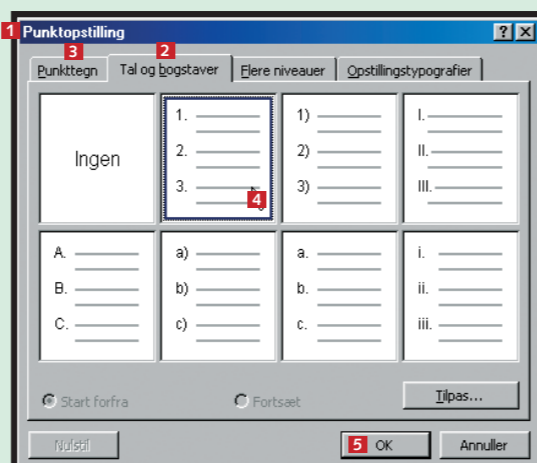 1 Punktopstilling
3 2
Punkttegn Tal og bogstaver Flere niveauer Opstillingstypografier
Ingen
1.
2.
3.
4
1)
2)
3)
I.
II.
III.
A.
B.
C.
a)
b)
c)
a.
b.
c.
i.
ii.
iii.
Start forfra Fortsæt Tilpas...
Nulstil 5 OK Annuller